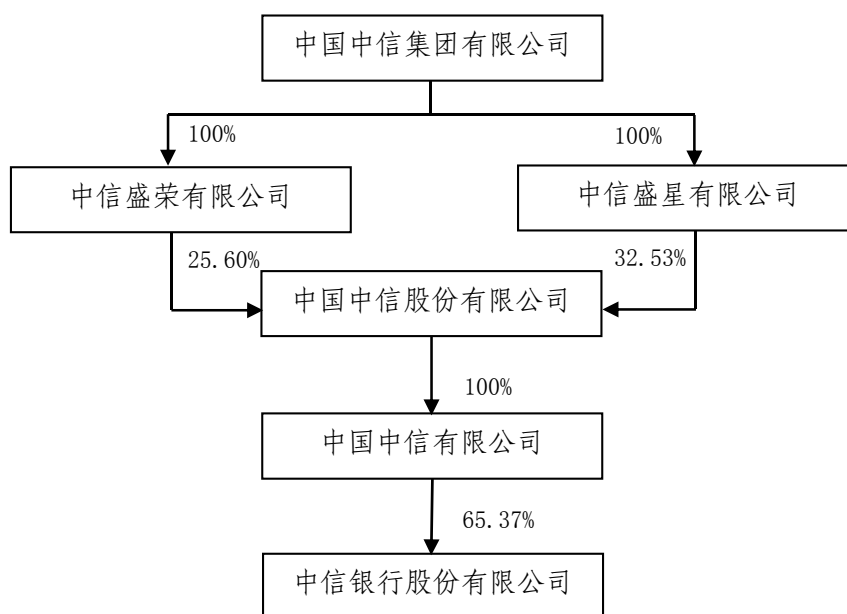 中国中信集团有限公司
100%
100%
中信盛荣有限公司
中信盛星有限公司
25.60%
32.53%
中国中信股份有限公司
100%
中国中信有限公司
65.37%
中信银行股份有限公司